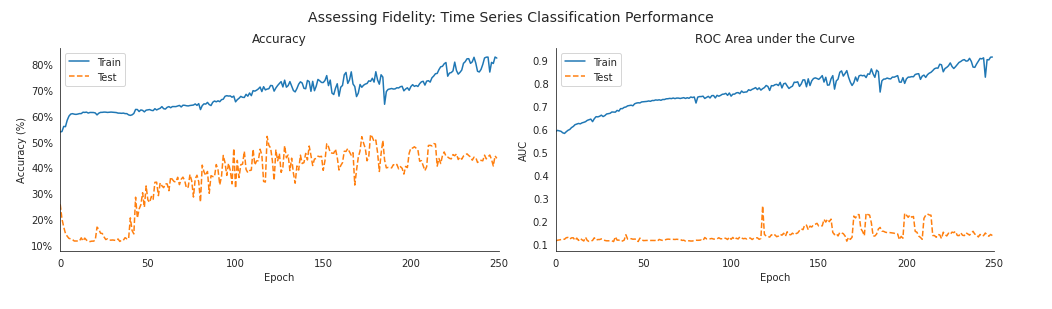 Assessing Fidelity: Time Series Classification Performance
Accuracy
Train
Test
80%
70%
60%
50%
40%
30%
20%
10%
Accuracy (%)
0
50
100
150
200
250
Epoch
ROC Area under the Curve
Train
Test
0.9
0.8
0.7
0.6
0.5
0.4
0.3
0.2
0.1
AUC
0
50
100
150
200
250
Epoch